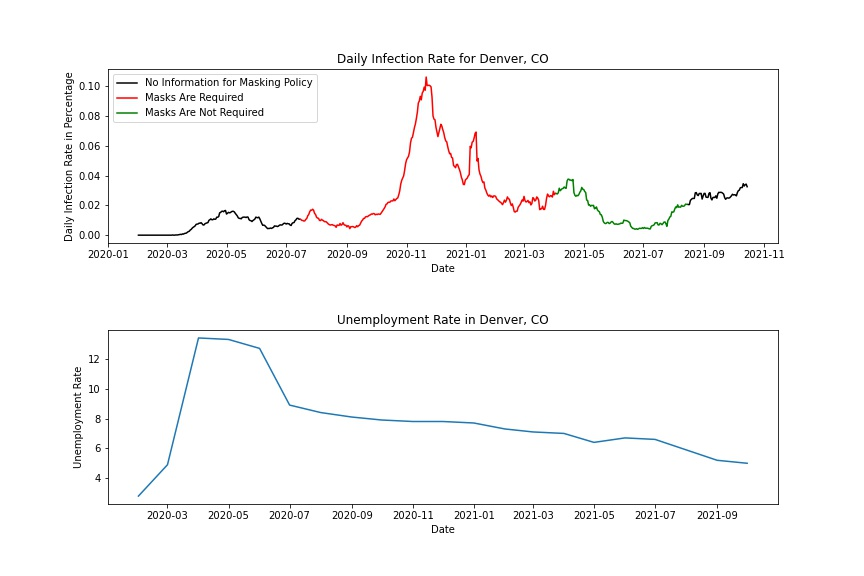 Daily Infection Rate for Denver, CO
No Information for Masking Policy
Masks Are Required
Masks Are Not Required
Daily Infection Rate in Percentage
0.10
0.08
0.06
0.04
0.02
0.00
2020-01 2020-03 2020-05 2020-07 2020-09 2020-11 2021-01 2021-03 2021-05 2021-07 2021-09 2021-11
Date
Unemployment Rate in Denver, CO
Unemployment Rate
12
10
8
6
4
2020-03 2020-05 2020-07 2020-09 2020-11 2021-01 2021-03 2021-05 2021-07 2021-09
Date